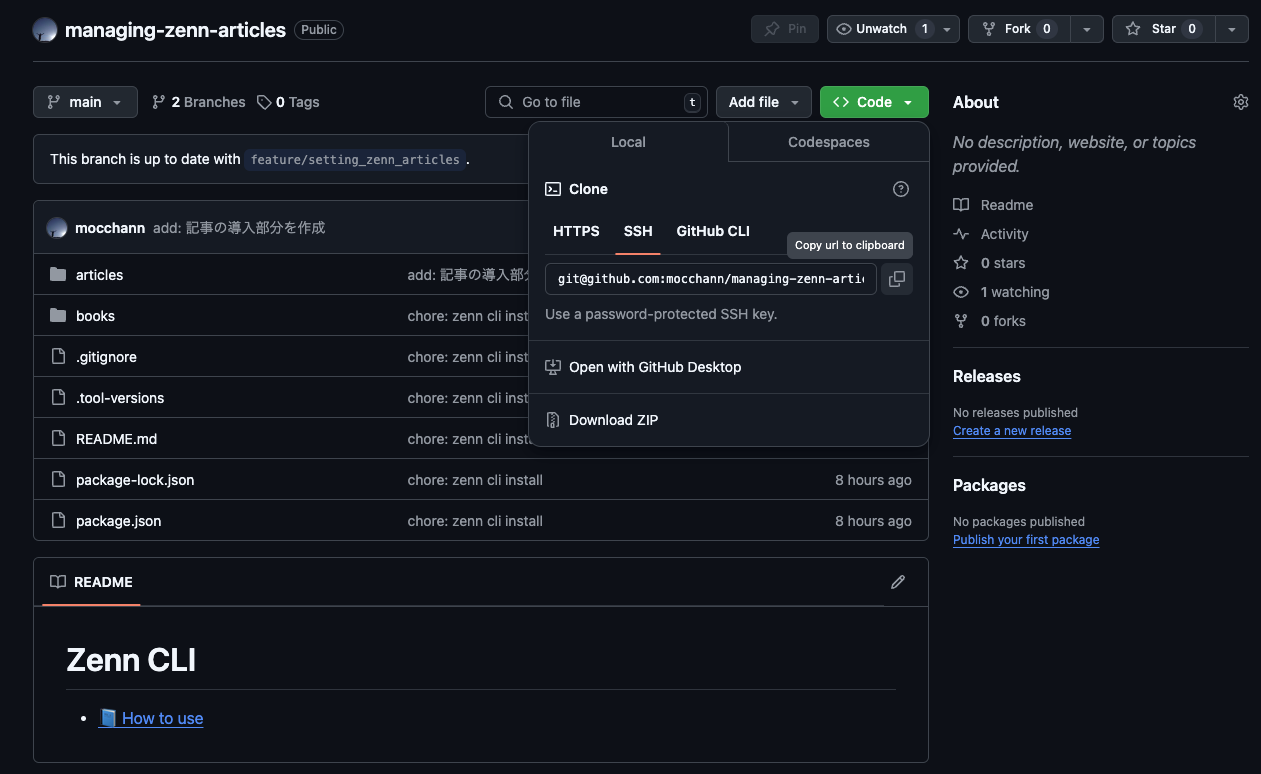 managing-zenn-articles Public
Pin
Unwatch 1
Fork 0
Star 0
main
2 Branches
0 Tags
Go to file t
Add file
Code
This branch is up to date with feature/setting_zenn_articles .
mocchann add: 記事の導入部分を作成
articles add: 記事の導入部
books chore: zenn cli inst
.gitignore chore: zenn cli inst
.tool-versions chore: zenn cli inst
README.md chore: zenn cli inst
package-lock.json chore: zenn cli install 8 hours ago
package.json chore: zenn cli install 8 hours ago
Local Codespaces
Clone
HTTPS SSH GitHub CLI
Copy url to clipboard
git@github.com:mocchann/managing-zenn-artic
Use a password-protected SSH key.
Open with GitHub Desktop
Download ZIP
README
Zenn CLI
How to use
About
No description, website, or topics
provided.
Readme
Activity
0 stars
1 watching
0 forks
Releases
No releases published
Create a new release
Packages
No packages published
Publish your first package